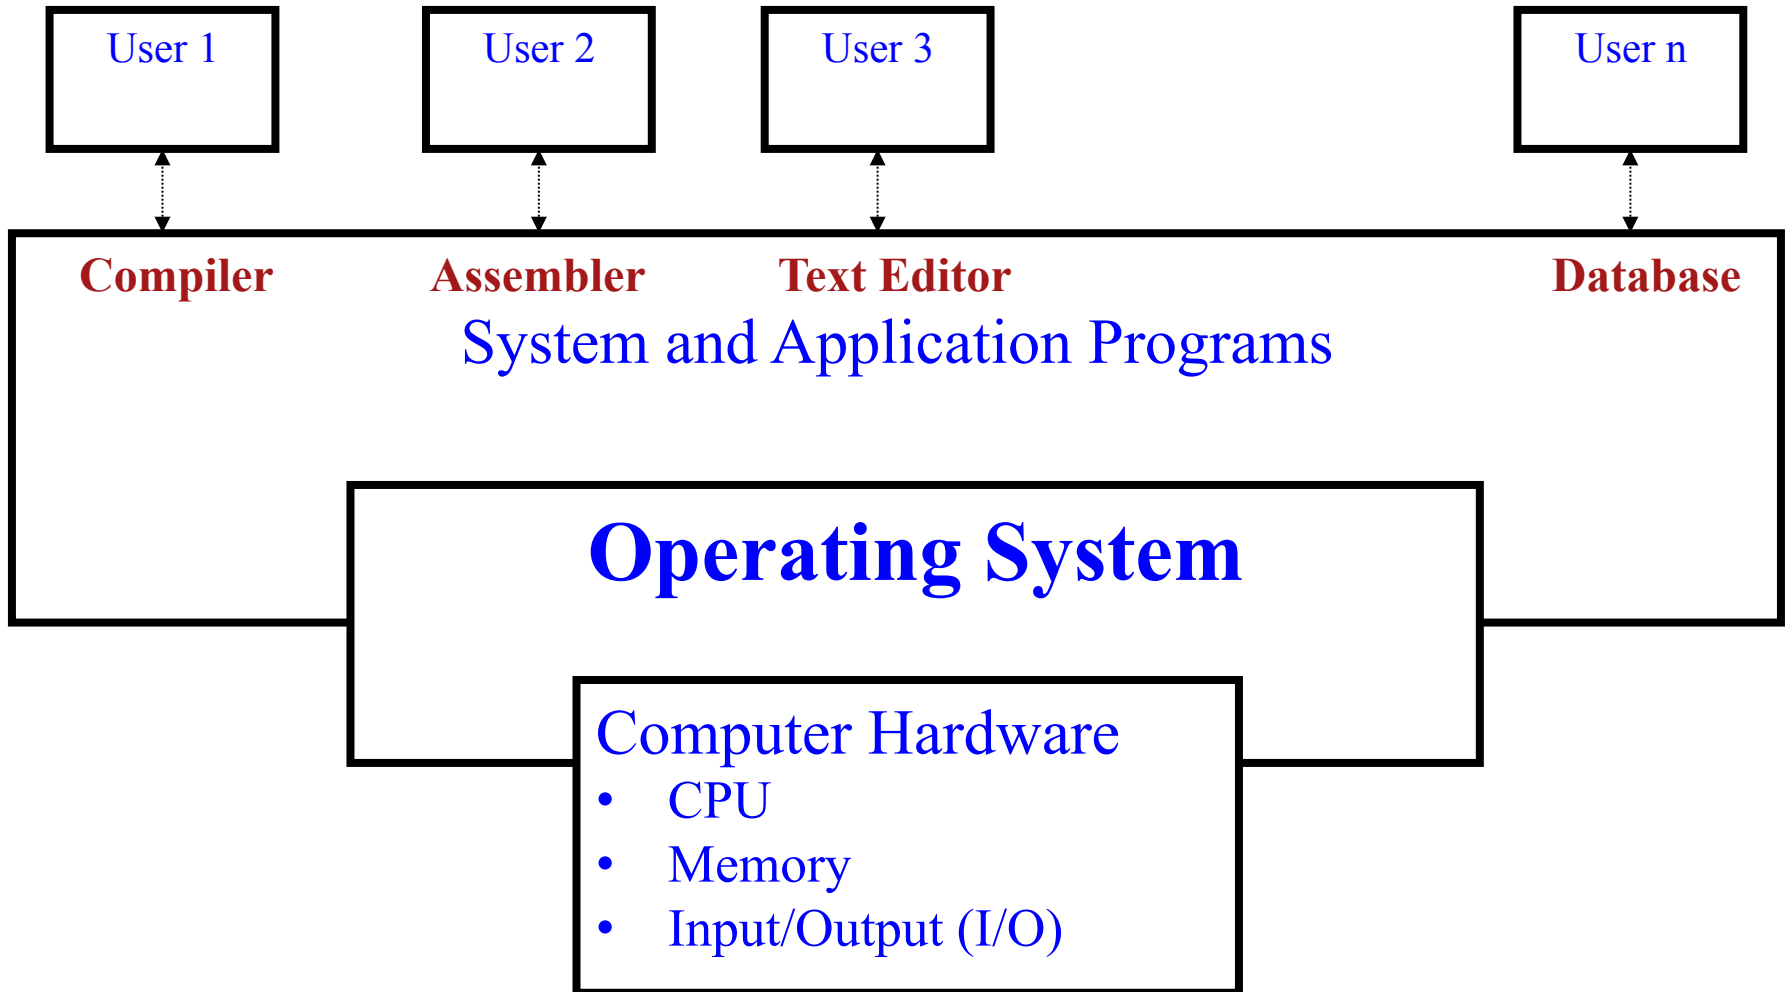 User 1
User 2
User 3
User n
Compiler
Assembler
Text Editor
Database
System and Application Programs
Operating System
Computer Hardware
• CPU
• Memory
• Input/Output (I/O)